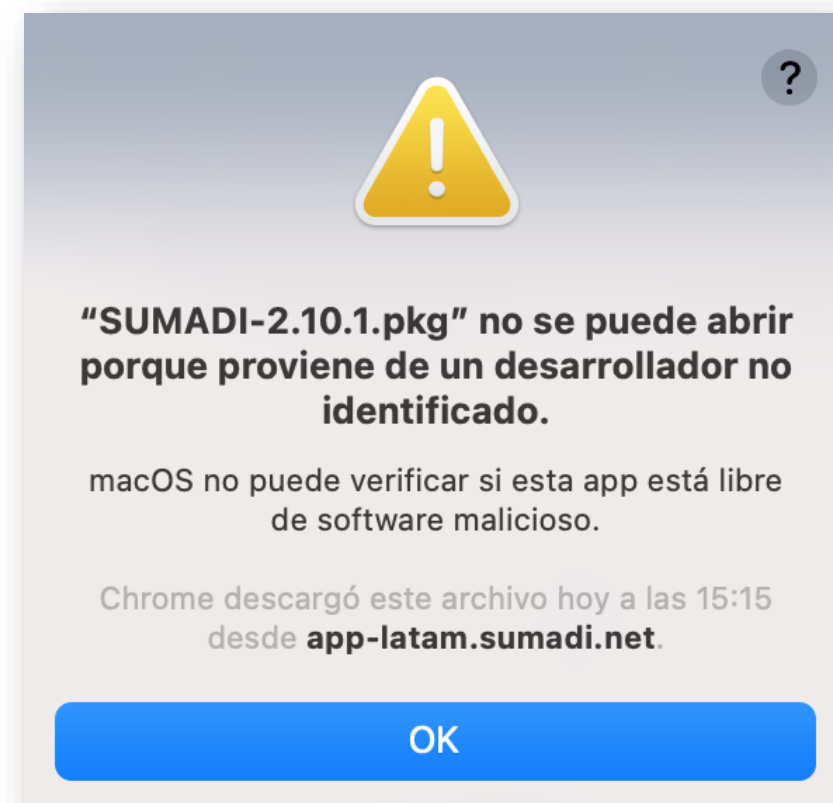 ?
“SUMADI-2.10.1.pkg” no se puede abrir
porque proviene de un desarrollador no
identificado.
macOS no puede verificar si esta app está libre
de software malicioso.
Chrome descargó este archivo hoy a las 15:15
desde app-latam.sumadi.net.
OK